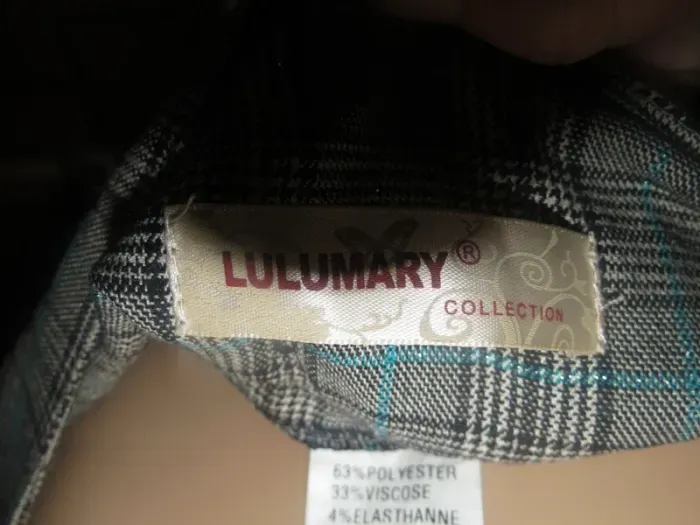 LULUMARY®
COLLECTION
63%POLYESTER
33%VISCOSE
4%ELASTHANNE